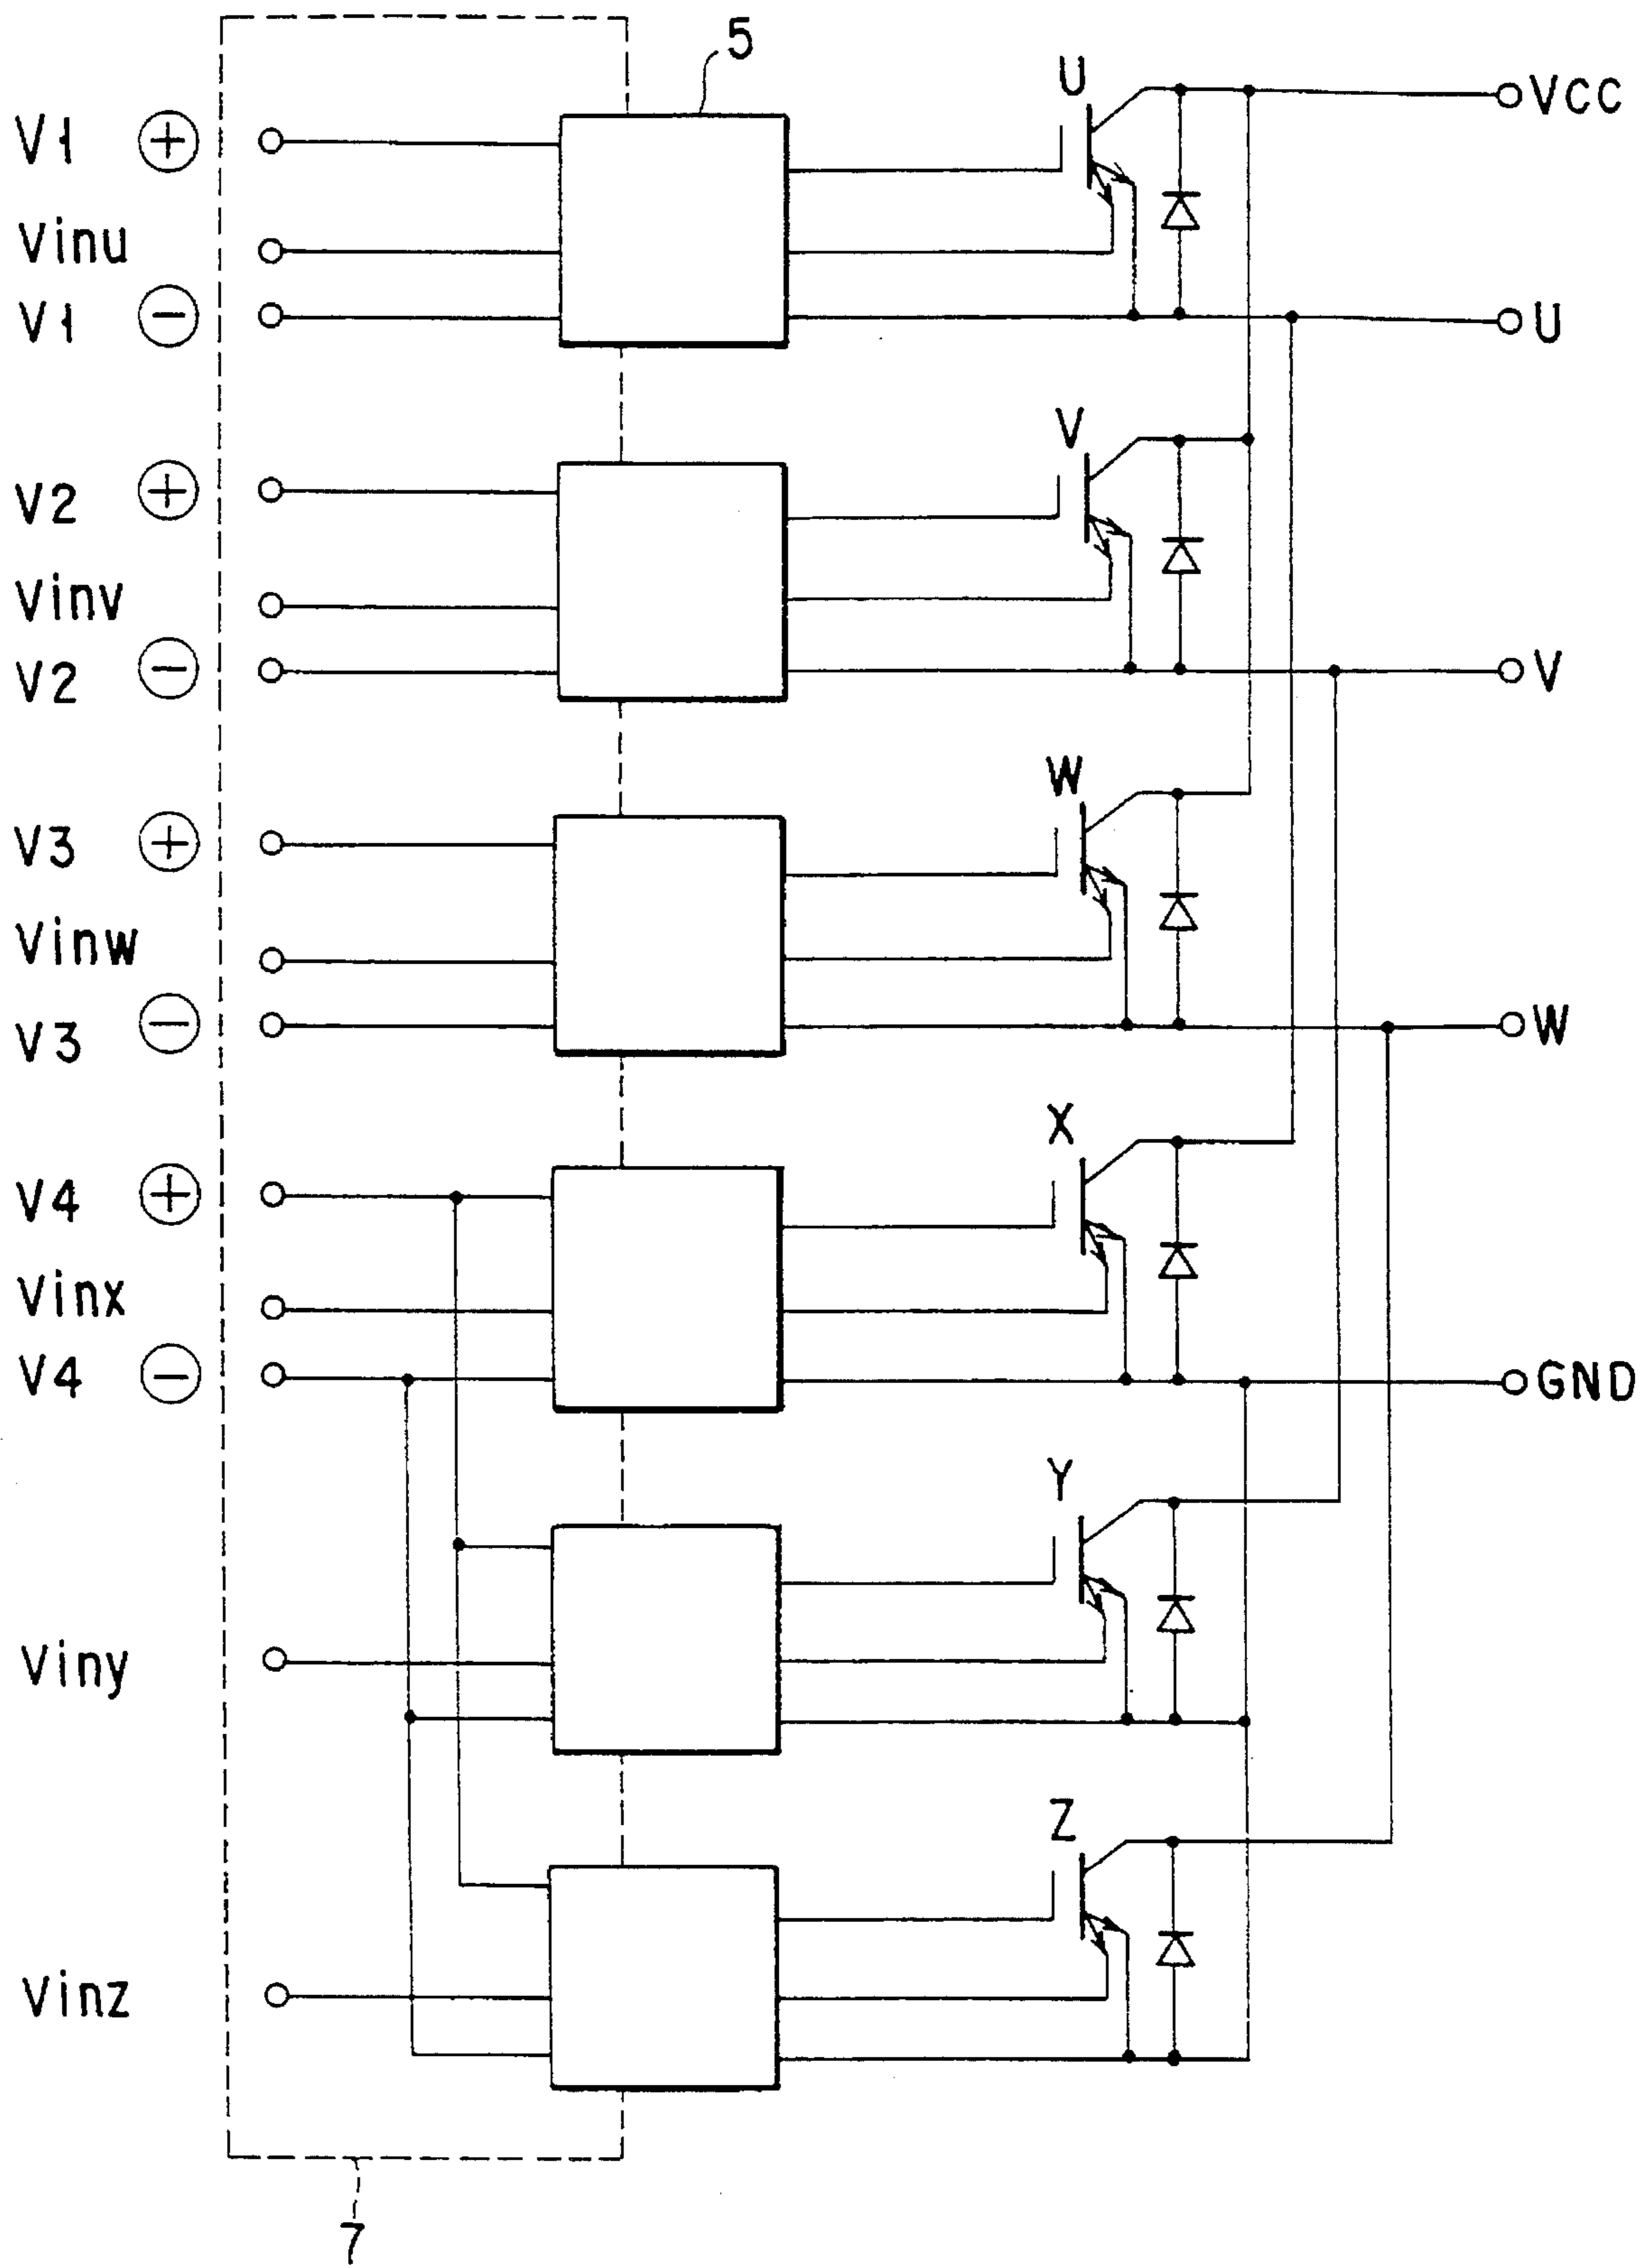 5
U
VCC
V1 ⊕
Vinu
V1 ⊖
U
V
V2 ⊕
Vinv
V2 ⊖
V
W
V3 ⊕
Vinw
V3 ⊖
W
X
V4 ⊕
Vinx
V4 ⊖
GND
Y
Viny
Z
Vinz
7